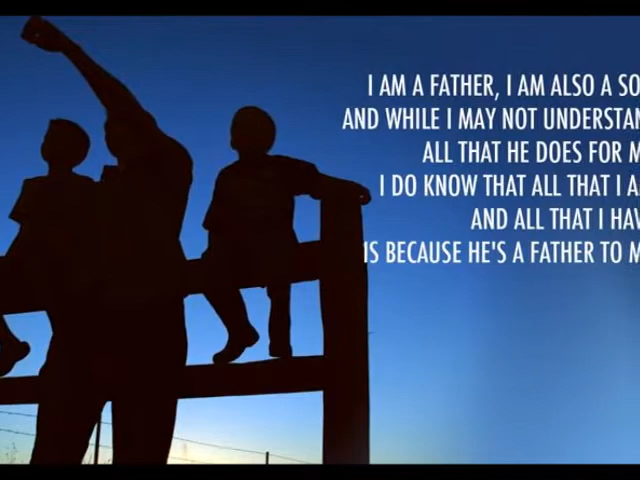 I AM A FATHER, I AM ALSO A SO
AND WHILE I MAY NOT UNDERSTAN
ALL THAT HE DOES FOR M
I DO KNOW THAT ALL THAT I A
AND ALL THAT I HAV
IS BECAUSE HE'S A FATHER TO M